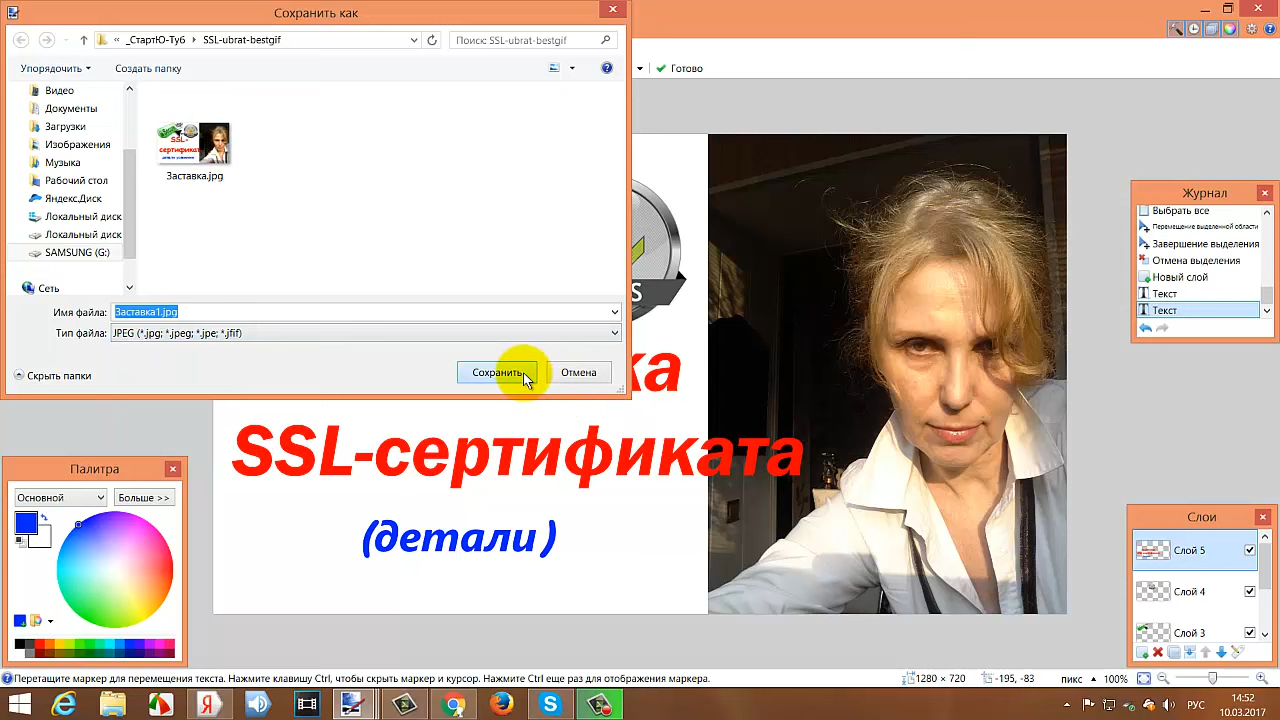 Сохранить как
« _СтартЮ-Туб
SSL-ubrat-bestgif
Поиск: SSL-ubrat-bestgif
Упорядочить
Создать папку
Готово
Видео
Документы
Загрузки
Изображения
Музыка
Рабочий стол
Яндекс.Диск
Локальный диск
Локальный диск
SAMSUNG (G:)
Сеть
SSL-
сертификат
Заставка.jpg
Имя файла:
Заставка1.jpg
Тип файла:
JPEG (*.jpg; *.jpeg; *.jpe; *.jfif)
Скрыть папки
Сохранить
Отмена
S
ка
SSL-сертификата
(детали)
Журнал
Выбрать все
Перемещение выделенной области
Завершение выделения
Отмена выделения
Новый слой
Текст
Текст
Палитра
Основной
Больше >>
Слои
Слой 5
Слой 4
Слой 3
Перетащите маркер для перемещения текста. Нажмите клавишу Ctrl, чтобы скрыть маркер и курсор. Нажмите Ctrl еще раз для отображения маркера.
1280 × 720
-195, -83
пикс
100%
РУС
14:52
10.03.2017